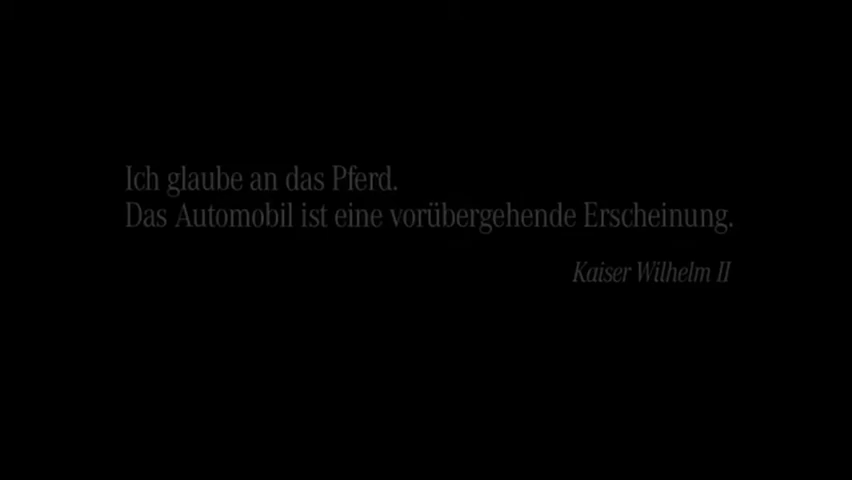 Ich glaube an das Pferd.
Das Automobil ist eine vorübergehende Erscheinung.
Kaiser Wilhelm II